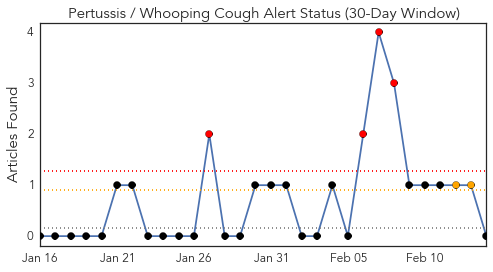 Pertussis / Whooping Cough Alert Status (30-Day Window)
Articles Found
4
3
2
1
0
Jan 16
Jan 21
Jan 26
Jan 31
Feb 05
Feb 10